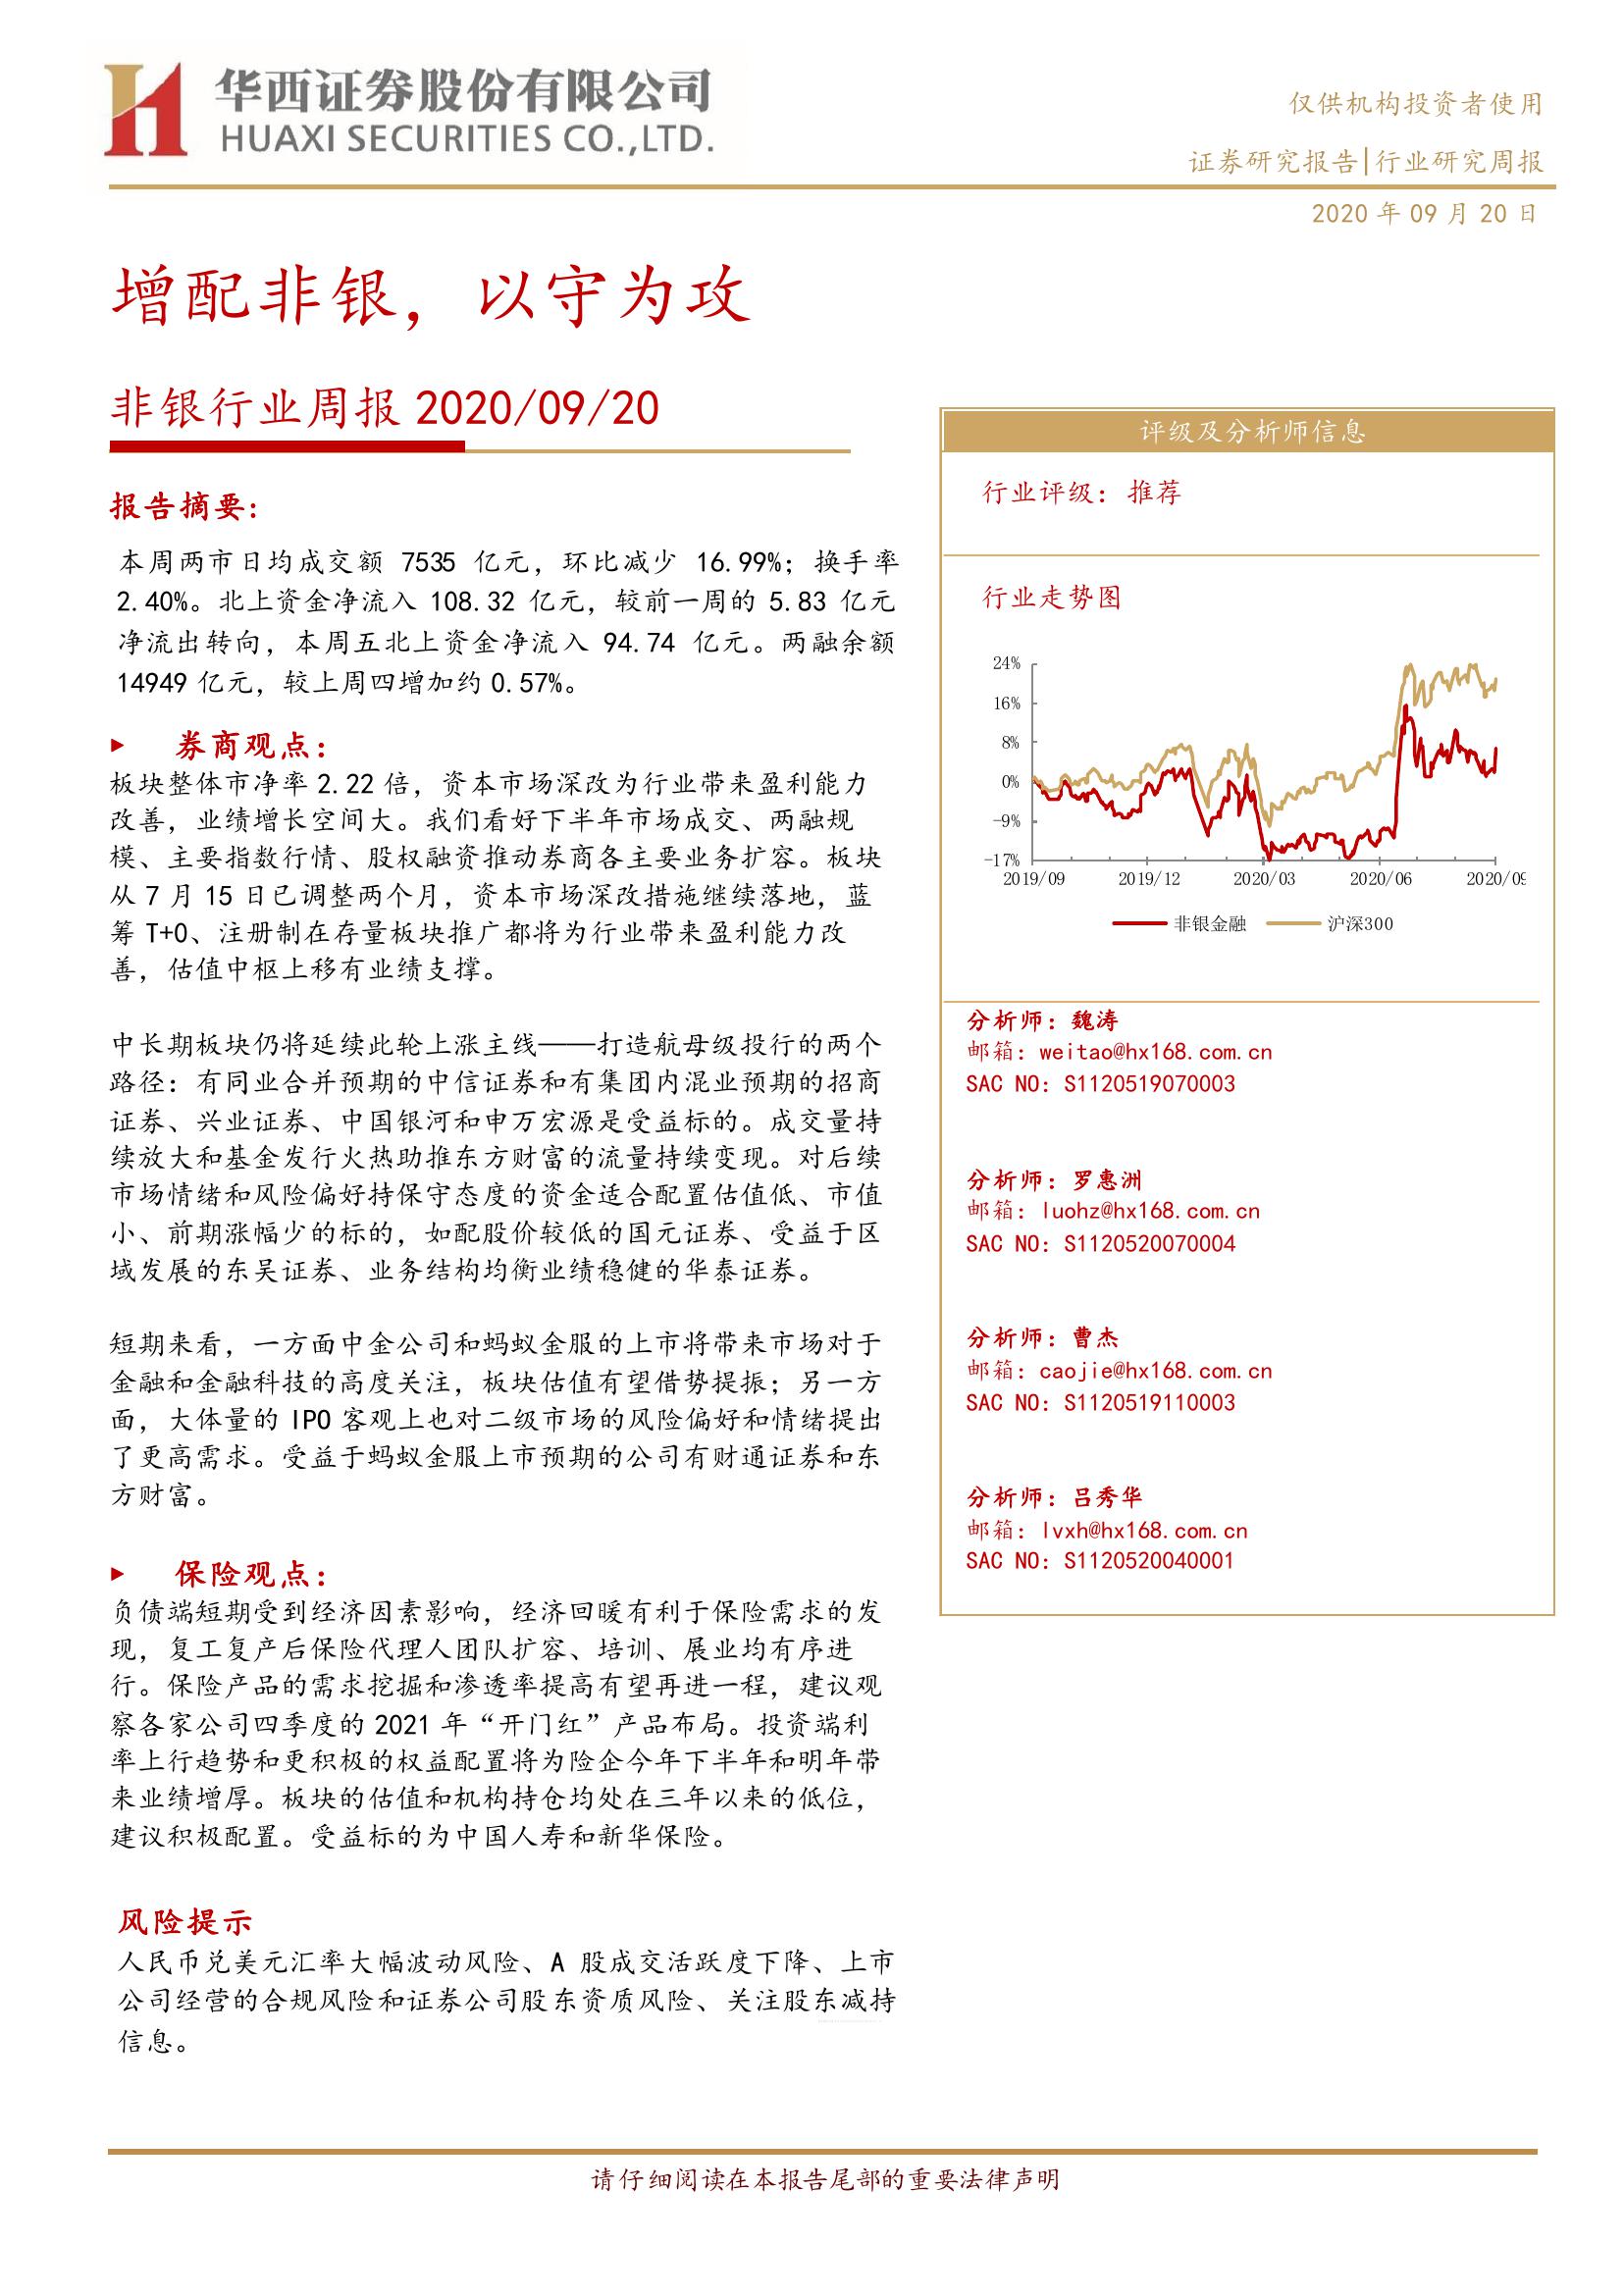 华西证券股份有限公司
HUAXI SECURITIES CO.,LTD.
仅供机构投资者使用
证券研究报告|行业研究周报
2020 年 09 月 20 日
增配非银，以守为攻
非银行业周报 2020/09/20
报告摘要：
本周两市日均成交额 7535 亿元，环比减少 16.99%；换手率
2.40%。北上资金净流入 108.32 亿元，较前一周的 5.83 亿元
净流出转向，本周五北上资金净流入 94.74 亿元。两融余额
14949 亿元，较上周四增加约 0.57%。
券商观点：
板块整体市净率 2.22 倍，资本市场深改为行业带来盈利能力
改善，业绩增长空间大。我们看好下半年市场成交、两融规
模、主要指数行情、股权融资推动券商各主要业务扩容。板块
从 7 月 15 日已调整两个月，资本市场深改措施继续落地，蓝
筹 T+0、注册制在存量板块推广都将为行业带来盈利能力改
善，估值中枢上移有业绩支撑。
中长期板块仍将延续此轮上涨主线——打造航母级投行的两个
路径：有同业合并预期的中信证券和有集团内混业预期的招商
证券、兴业证券、中国银河和申万宏源是受益标的。成交量持
续放大和基金发行火热助推东方财富的流量持续变现。对后续
市场情绪和风险偏好持保守态度的资金适合配置估值低、市值
小、前期涨幅少的标的，如配股价较低的国元证券、受益于区
域发展的东吴证券、业务结构均衡业绩稳健的华泰证券。
短期来看，一方面中金公司和蚂蚁金服的上市将带来市场对于
金融和金融科技的高度关注，板块估值有望借势提振；另一方
面，大体量的 IPO 客观上也对二级市场的风险偏好和情绪提出
了更高需求。受益于蚂蚁金服上市预期的公司有财通证券和东
方财富。
保险观点：
负债端短期受到经济因素影响，经济回暖有利于保险需求的发
现，复工复产后保险代理人团队扩容、培训、展业均有序进
行。保险产品的需求挖掘和渗透率提高有望再进一程，建议观
察各家公司四季度的 2021 年“开门红”产品布局。投资端利
率上行趋势和更积极的权益配置将为险企今年下半年和明年带
来业绩增厚。板块的估值和机构持仓均处在三年以来的低位，
建议积极配置。受益标的为中国人寿和新华保险。
风险提示
人民币兑美元汇率大幅波动风险、A 股成交活跃度下降、上市
公司经营的合规风险和证券公司股东资质风险、关注股东减持
信息。
评级及分析师信息
行业评级：推荐
行业走势图
24%
16%
8%
0%
-9%
-17%
2019/09 2019/12 2020/03 2020/06 2020/09
非银金融 沪深300
分析师：魏涛
邮箱：weitao@hx168.com.cn
SAC NO：S1120519070003
分析师：罗惠洲
邮箱：luohz@hx168.com.cn
SAC NO：S1120520070004
分析师：曹杰
邮箱：caojie@hx168.com.cn
SAC NO：S1120519110003
分析师：吕秀华
邮箱：lvxh@hx168.com.cn
SAC NO：S1120520040001
请仔细阅读在本报告尾部的重要法律声明